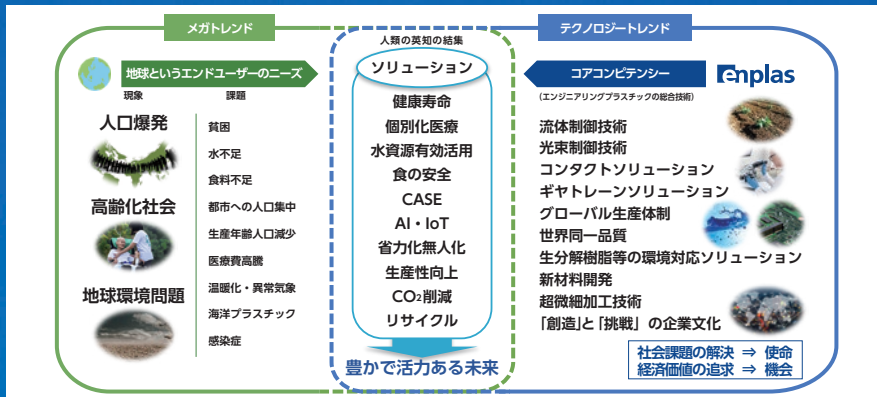 メガトレンド
地球というエンドユーザーのニーズ
現象
課題
人口爆発
高齢化社会
地球環境問題
貧困
水不足
食料不足
都市への人口集中
生産年齢人口減少
医療費高騰
温暖化・異常気象
海洋プラスチック
感染症
人類の英知の結集
ソリューション
健康寿命
個別化医療
水資源有効活用
食の安全
CASE
AI・IoT
省力化無人化
生産性向上
CO₂削減
リサイクル
豊かで活力ある未来
テクノロジートレンド
コアコンピテンシー
enplas
(エンジニアリングプラスチックの総合技術)
流体制御技術
光束制御技術
コンタクトソリューション
ギヤトレーンソリューション
グローバル生産体制
世界同一品質
生分解樹脂等の環境対応ソリューション
新材料開発
超微細加工技術
「創造」と「挑戦」の企業文化
社会課題の解決 ⇒ 使命
経済価値の追求 ⇒ 機会